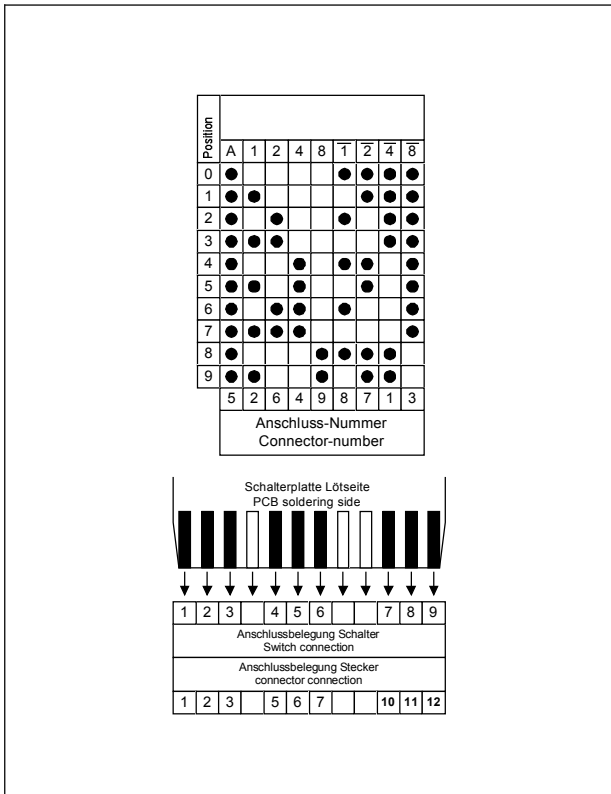 Position
A 1 2 4 8 1̅ 2̅ 4̅ 8̅
0 ● ● ● ● ●
1 ● ● ● ● ●
2 ● ● ● ● ●
3 ● ● ● ● ●
4 ● ● ● ● ●
5 ● ● ● ● ●
6 ● ● ● ● ●
7 ● ● ● ● ●
8 ● ● ● ● ●
9 ● ● ● ● ●
5 2 6 4 9 8 7 1 3
Anschluss-Nummer
Connector-number
Schalterplatte Lötseite
PCB soldering side
1 2 3 4 5 6 7 8 9
Anschlussbelegung Schalter
Switch connection
Anschlussbelegung Stecker
connector connection
1 2 3 5 6 7 10 11 12